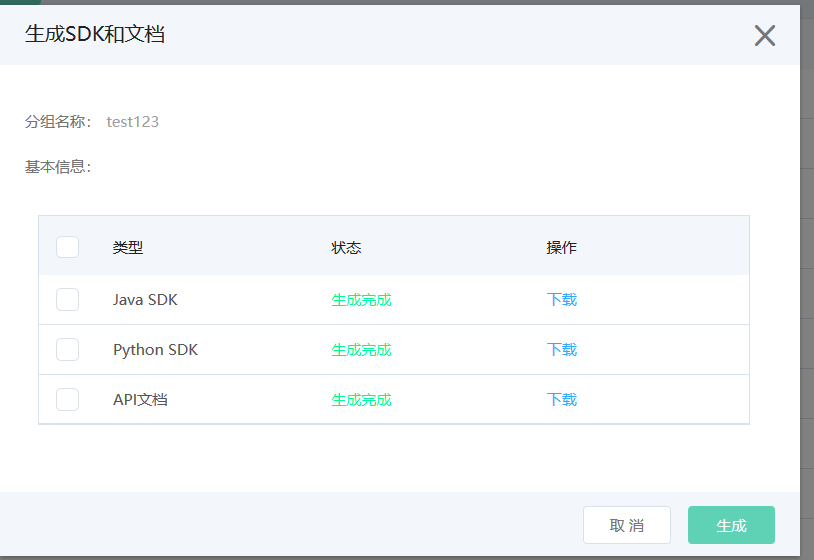 生成SDK和文档
分组名称： test123
基本信息：
类型 状态 操作
Java SDK 生成完成 下载
Python SDK 生成完成 下载
API文档 生成完成 下载
取 消 生成